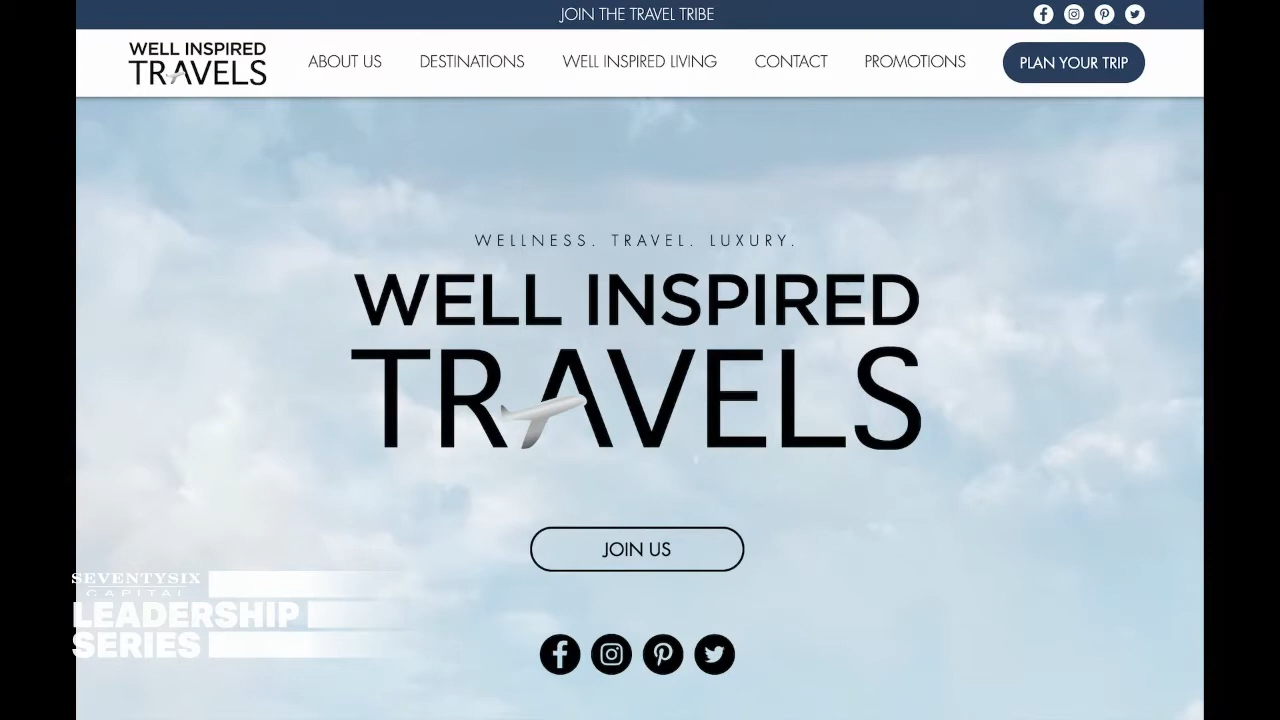 JOIN THE TRAVEL TRIBE
WELL INSPIRED
TRAVELS
ABOUT US
DESTINATIONS
WELL INSPIRED LIVING
CONTACT
PROMOTIONS
PLAN YOUR TRIP
WELLNESS. TRAVEL. LUXURY.
WELL INSPIRED
TRAVELS
JOIN US
SEVENTYSIX
CAPITAL
LEADERSHIP
SERIES